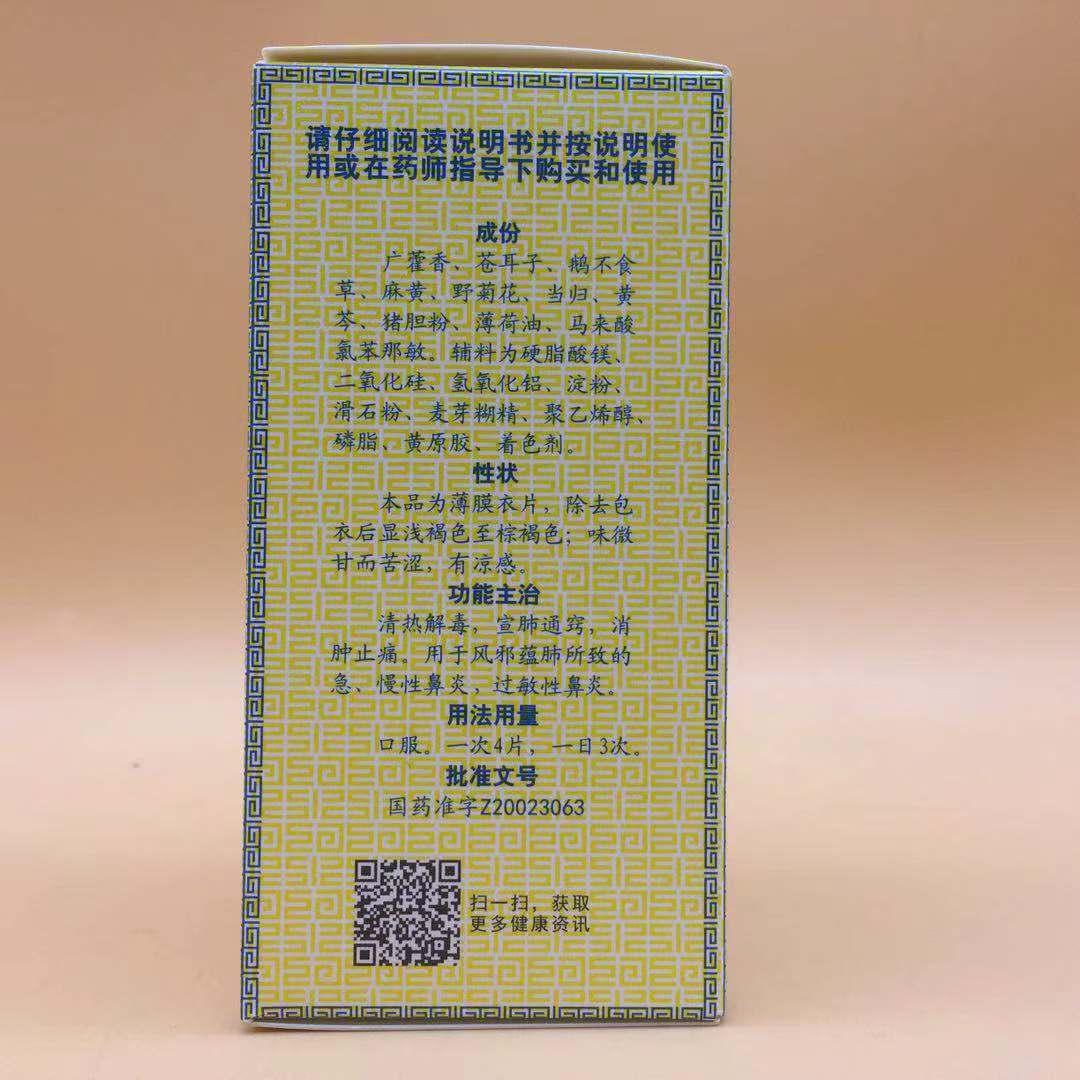 请仔细阅读说明书并按说明使
用或在药师指导下购买和使用
成份
广藿香、苍耳子、鹅不食
草、麻黄、野菊花、当归、黄
芩、猪胆粉、薄荷油、马来酸
氯苯那敏。辅料为硬脂酸镁、
二氧化硅、氢氧化铝、淀粉、
滑石粉、麦芽糊精、聚乙烯醇、
磷脂、黄原胶、着色剂。
性状
本品为薄膜衣片，除去包
衣后显浅褐色至棕褐色；味微
甘而苦涩，有凉感。
功能主治
清热解毒，宣肺通窍，消
肿止痛。用于风邪蕴肺所致的
急、慢性鼻炎，过敏性鼻炎。
用法用量
口服。一次4片，一日3次。
批准文号
国药准字Z20023063
扫一扫，获取
更多健康资讯